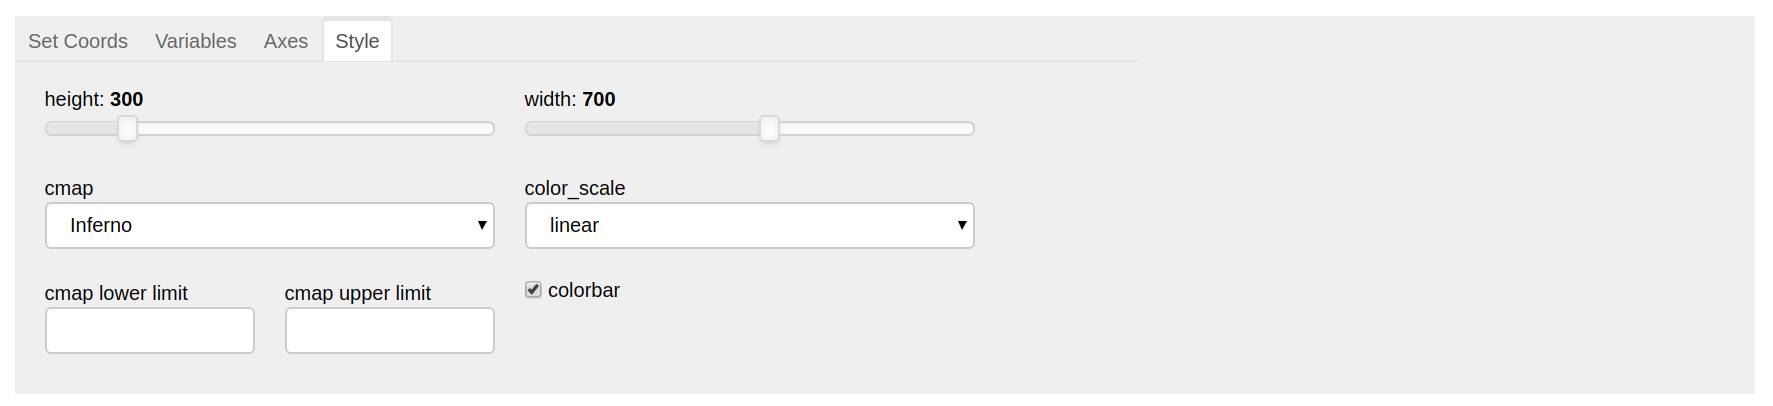 Set Coords Variables Axes Style
height: 300 width: 700
cmap color_scale
Inferno linear
cmap lower limit cmap upper limit colorbar